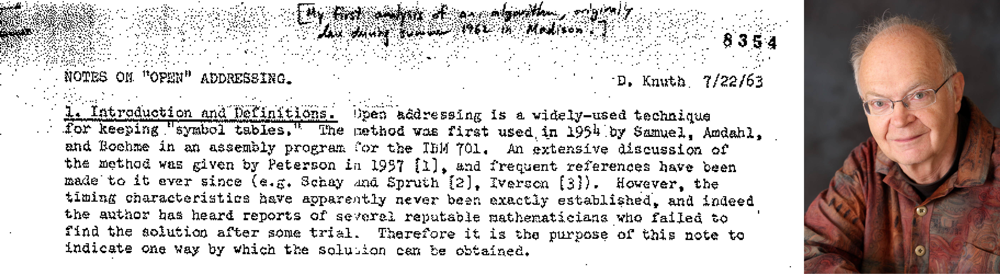 [My first analysis of an algorithm, originally
done during summer 1962 in Madison.]
8354
NOTES ON "OPEN" ADDRESSING.
D. Knuth 7/22/63
1. Introduction and Definitions. Open addressing is a widely-used technique
for keeping "symbol tables." The method was first used in 1954 by Samuel, Amdahl,
and Boehme in an assembly program for the IBM 701. An extensive discussion of
the method was given by Peterson in 1957 [1], and frequent references have been
made to it ever since (e.g. Schay and Spruth [2], Iverson [3]). However, the
timing characteristics have apparently never been exactly established, and indeed
the author has heard reports of several reputable mathematicians who failed to
find the solution after some trial. Therefore it is the purpose of this note to
indicate one way by which the solution can be obtained.